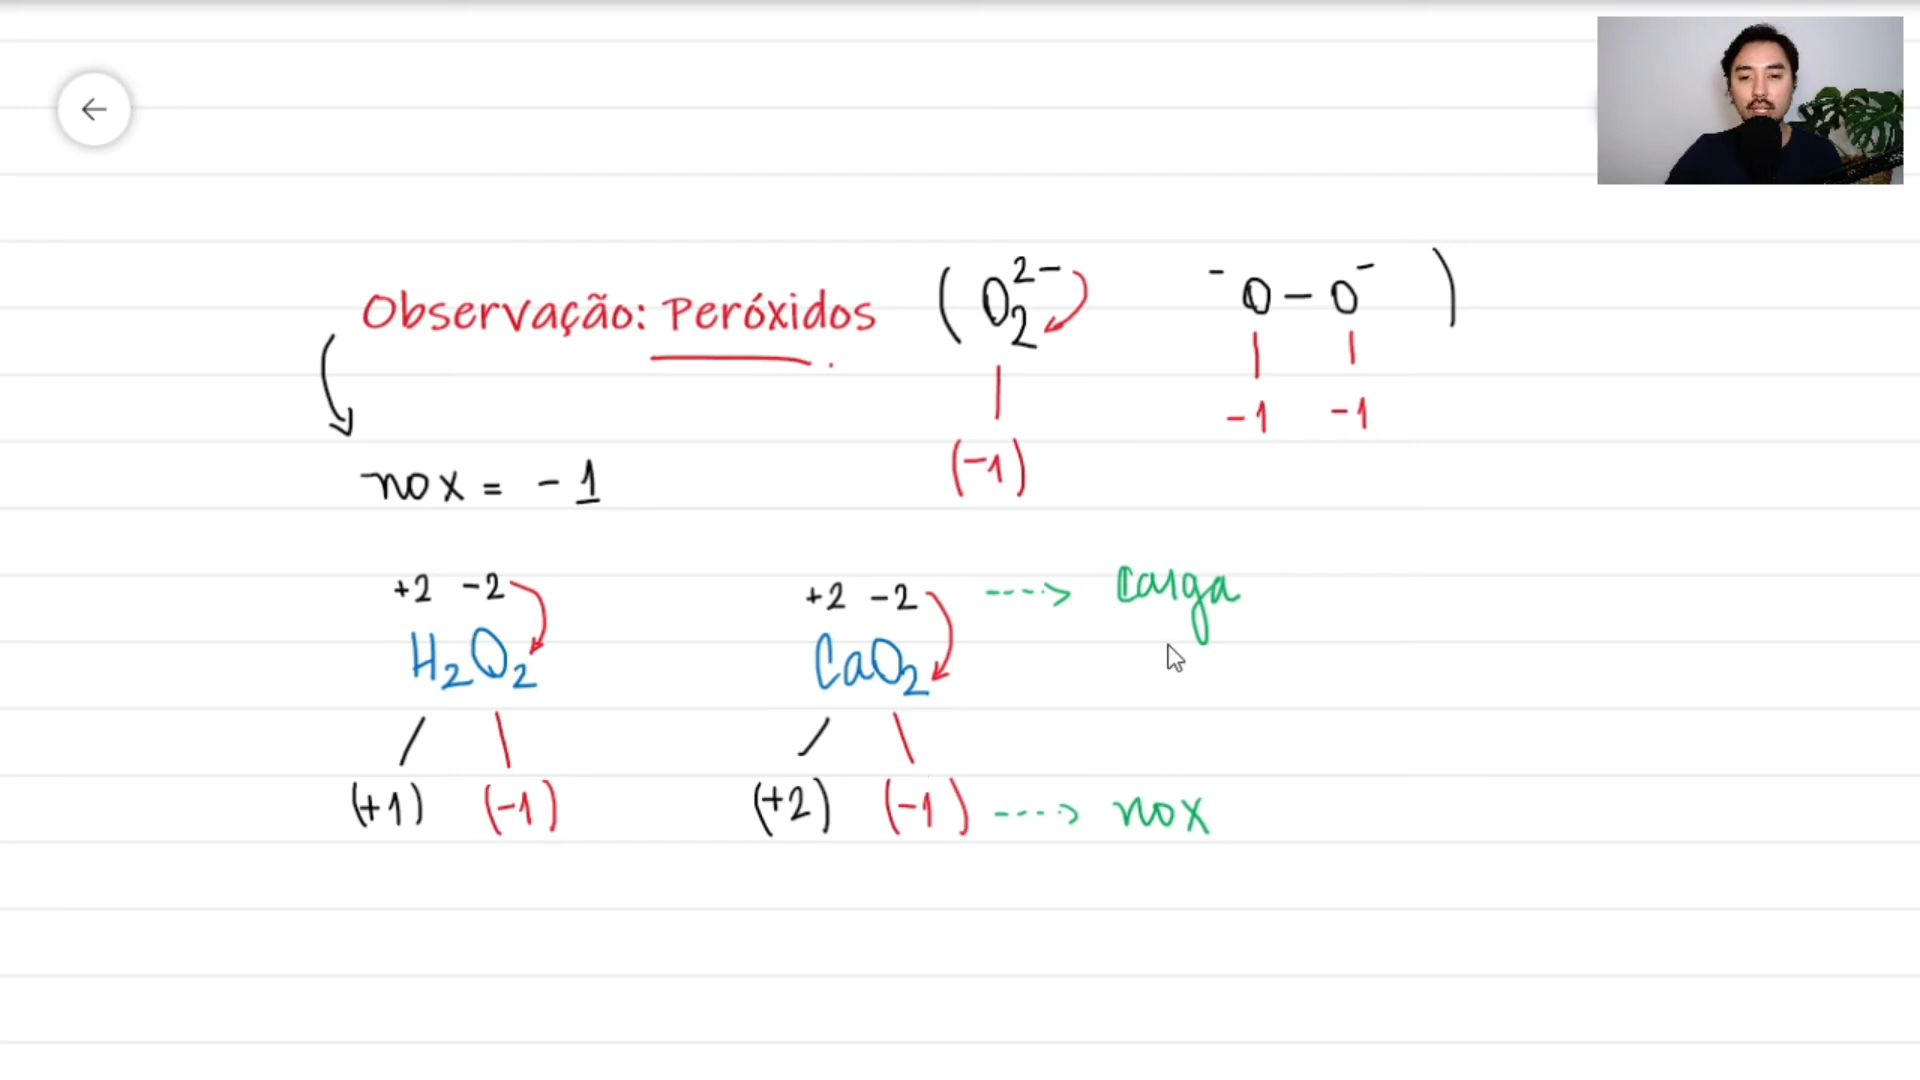 Observação: Peróxidos ( O₂²⁻ ⁻O – O⁻ )
-1 -1
(-1)
nox = - 1
+2 -2 +2 -2 ----> Carga
H₂O₂ CaO₂
(+1) (-1) (+2) (-1) ----> nox